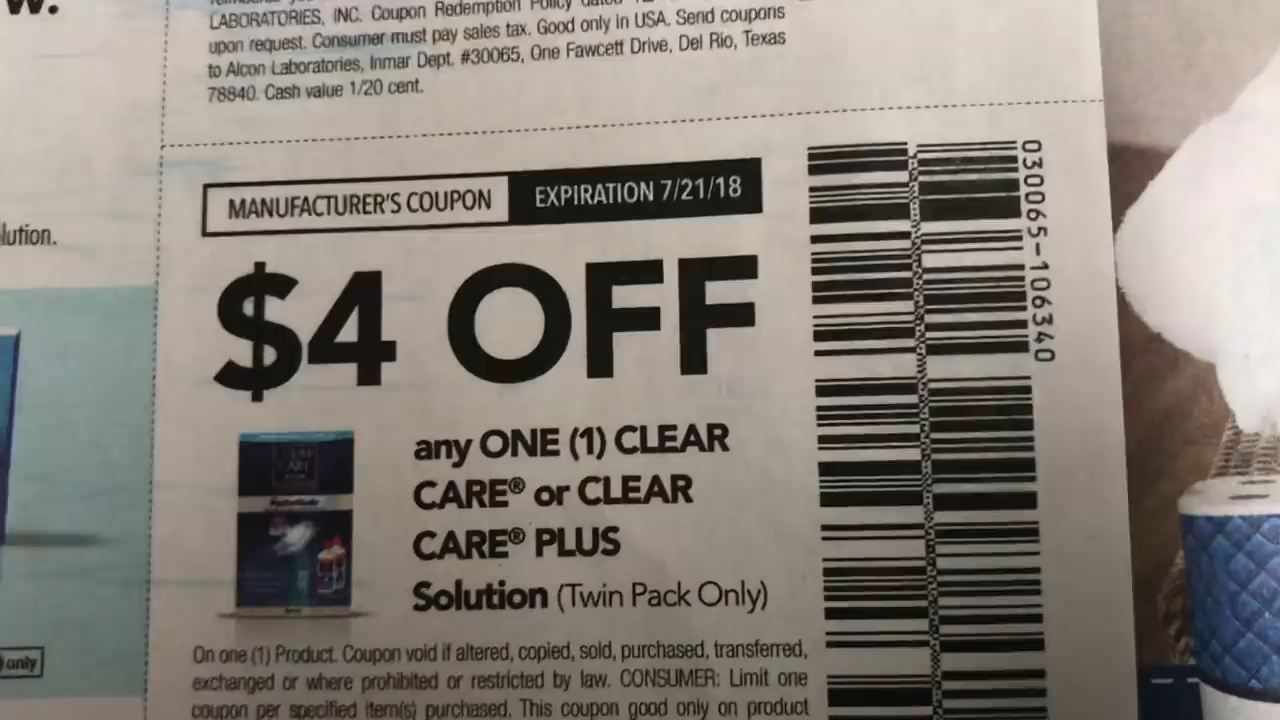 w.
LABORATORIES, INC. Coupon Redemption Policy dated
upon request. Consumer must pay sales tax. Good only in USA. Send coupons
to Alcon Laboratories, Inmar Dept. #30065, One Fawcett Drive, Del Rio, Texas
78840. Cash value 1/20 cent.
lution.
only
MANUFACTURER'S COUPON EXPIRATION 7/21/18
$4 OFF
any ONE (1) CLEAR
CARE® or CLEAR
CARE® PLUS
Solution (Twin Pack Only)
CLEAR
CARE
On one (1) Product. Coupon void if altered, copied, sold, purchased, transferred,
exchanged or where prohibited or restricted by law. CONSUMER: Limit one
coupon per specified item(s) purchased. This coupon good only on product
030065-106340